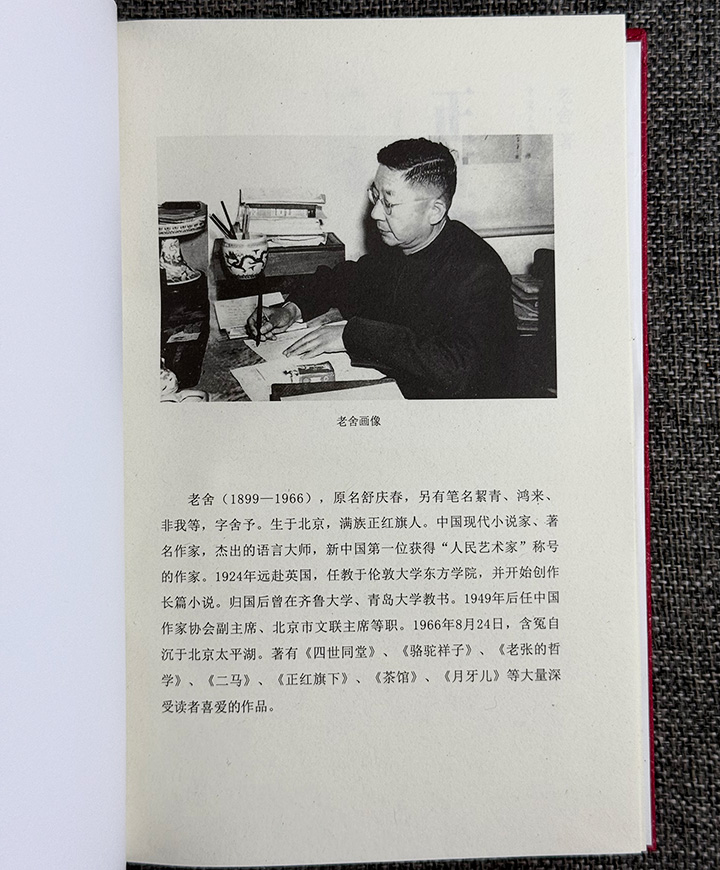 老舍画像
老舍（1899—1966），原名舒庆春，另有笔名絜青、鸿来、
非我等，字舍予。生于北京，满族正红旗人。中国现代小说家、著
名作家，杰出的语言大师，新中国第一位获得“人民艺术家”称号
的作家。1924年远赴英国，任教于伦敦大学东方学院，并开始创作
长篇小说。归国后曾在齐鲁大学、青岛大学教书。1949年后任中国
作家协会副主席、北京市文联主席等职。1966年8月24日，含冤自
沉于北京太平湖。著有《四世同堂》、《骆驼祥子》、《老张的哲
学》、《二马》、《正红旗下》、《茶馆》、《月牙儿》等大量深
受读者喜爱的作品。